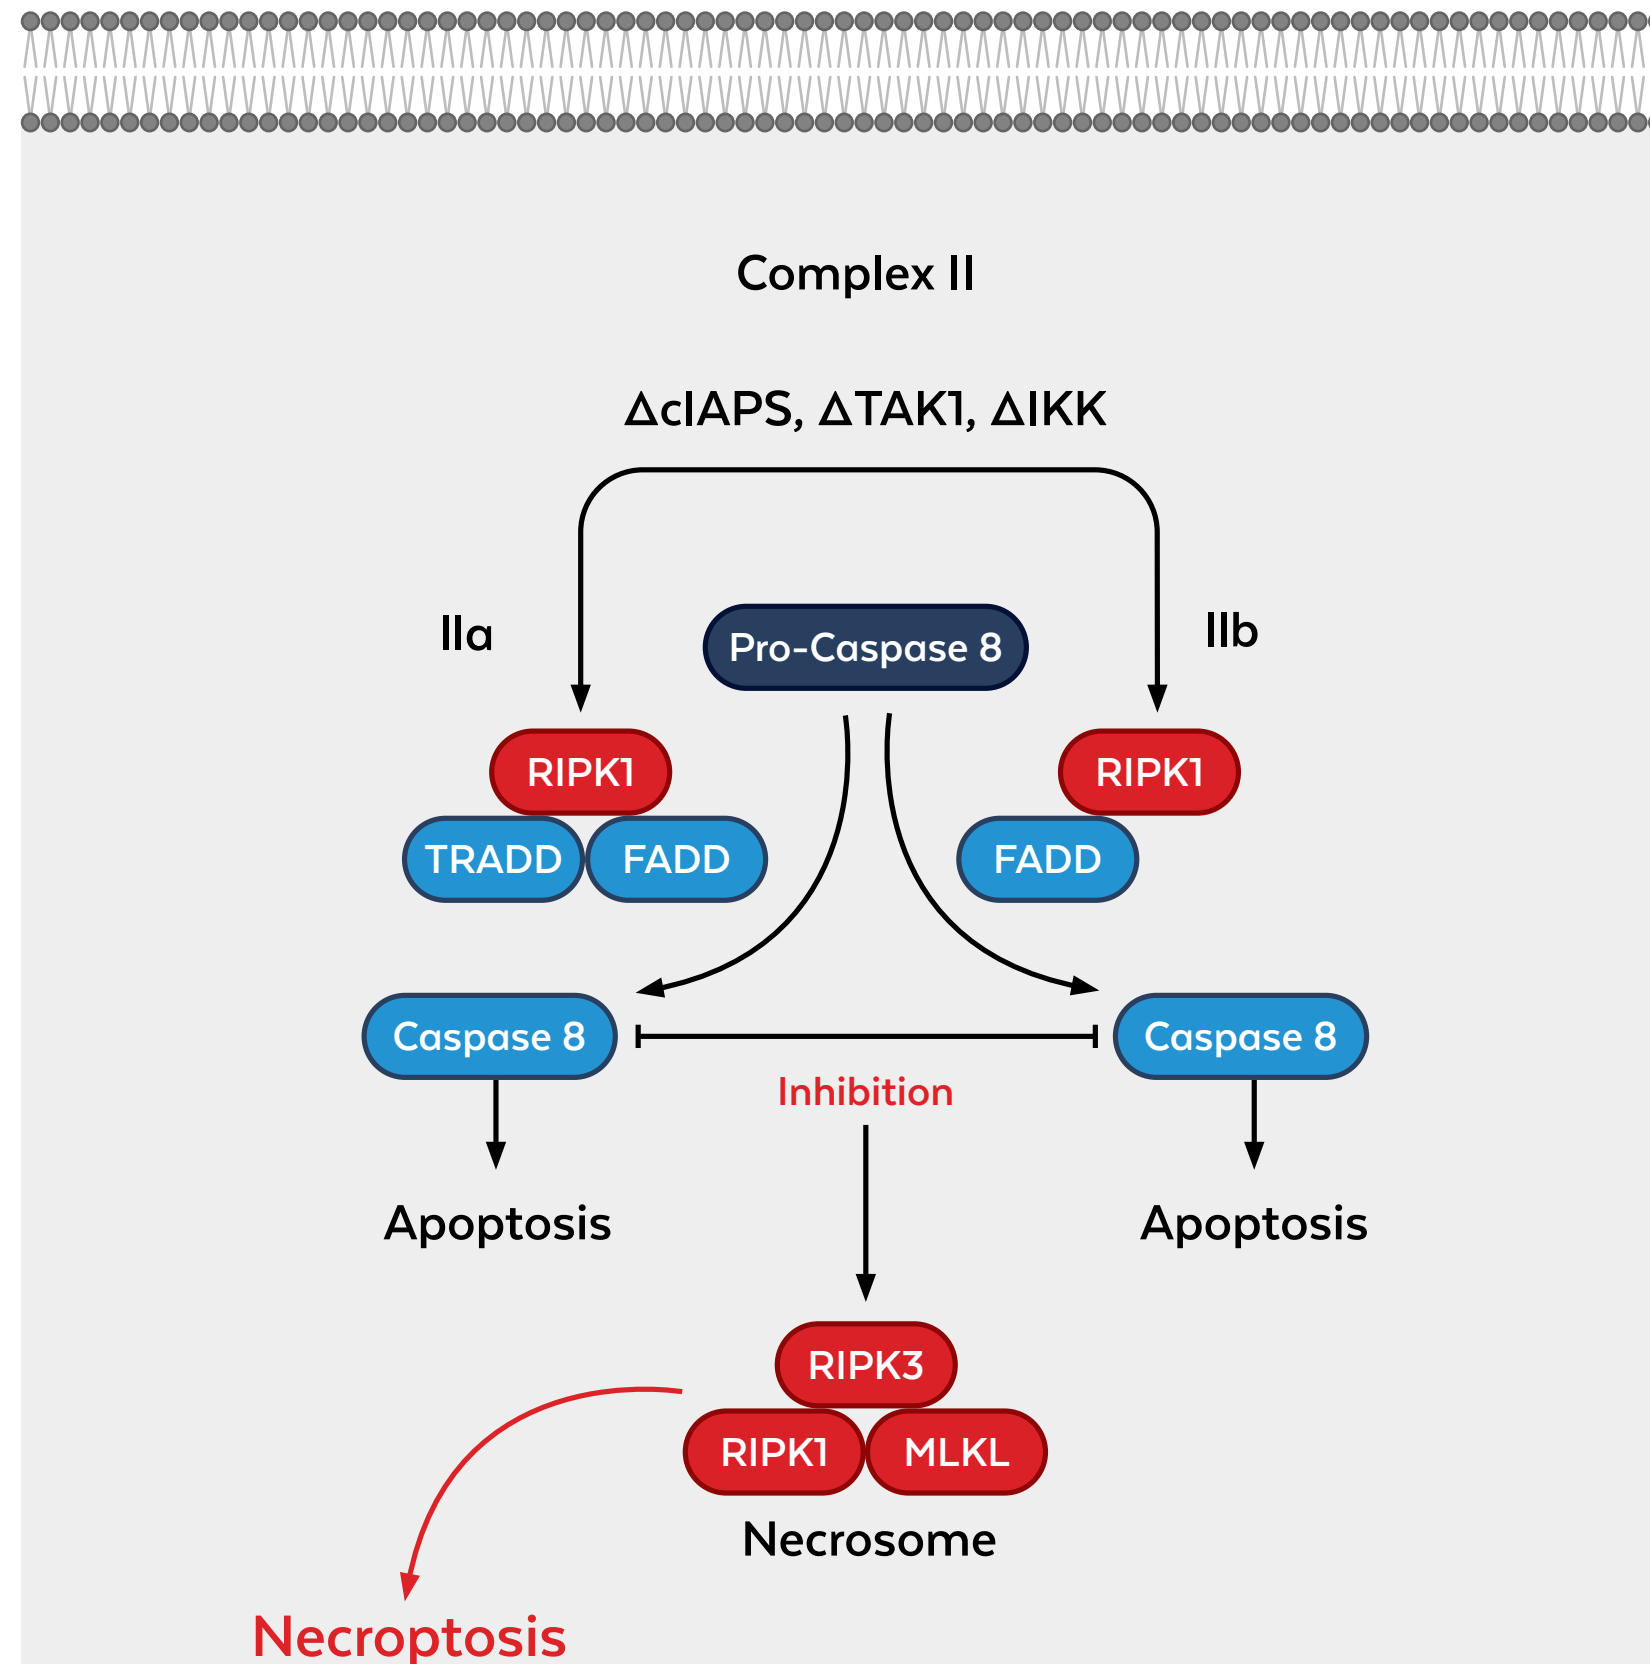 Complex II
ΔcIAPS, ΔTAK1, ΔIKK
IIa
Pro-Caspase 8
IIb
RIPK1
RIPK1
TRADD
FADD
FADD
Caspase 8
Caspase 8
Inhibition
Apoptosis
Apoptosis
RIPK3
RIPK1
MLKL
Necrosome
Necroptosis